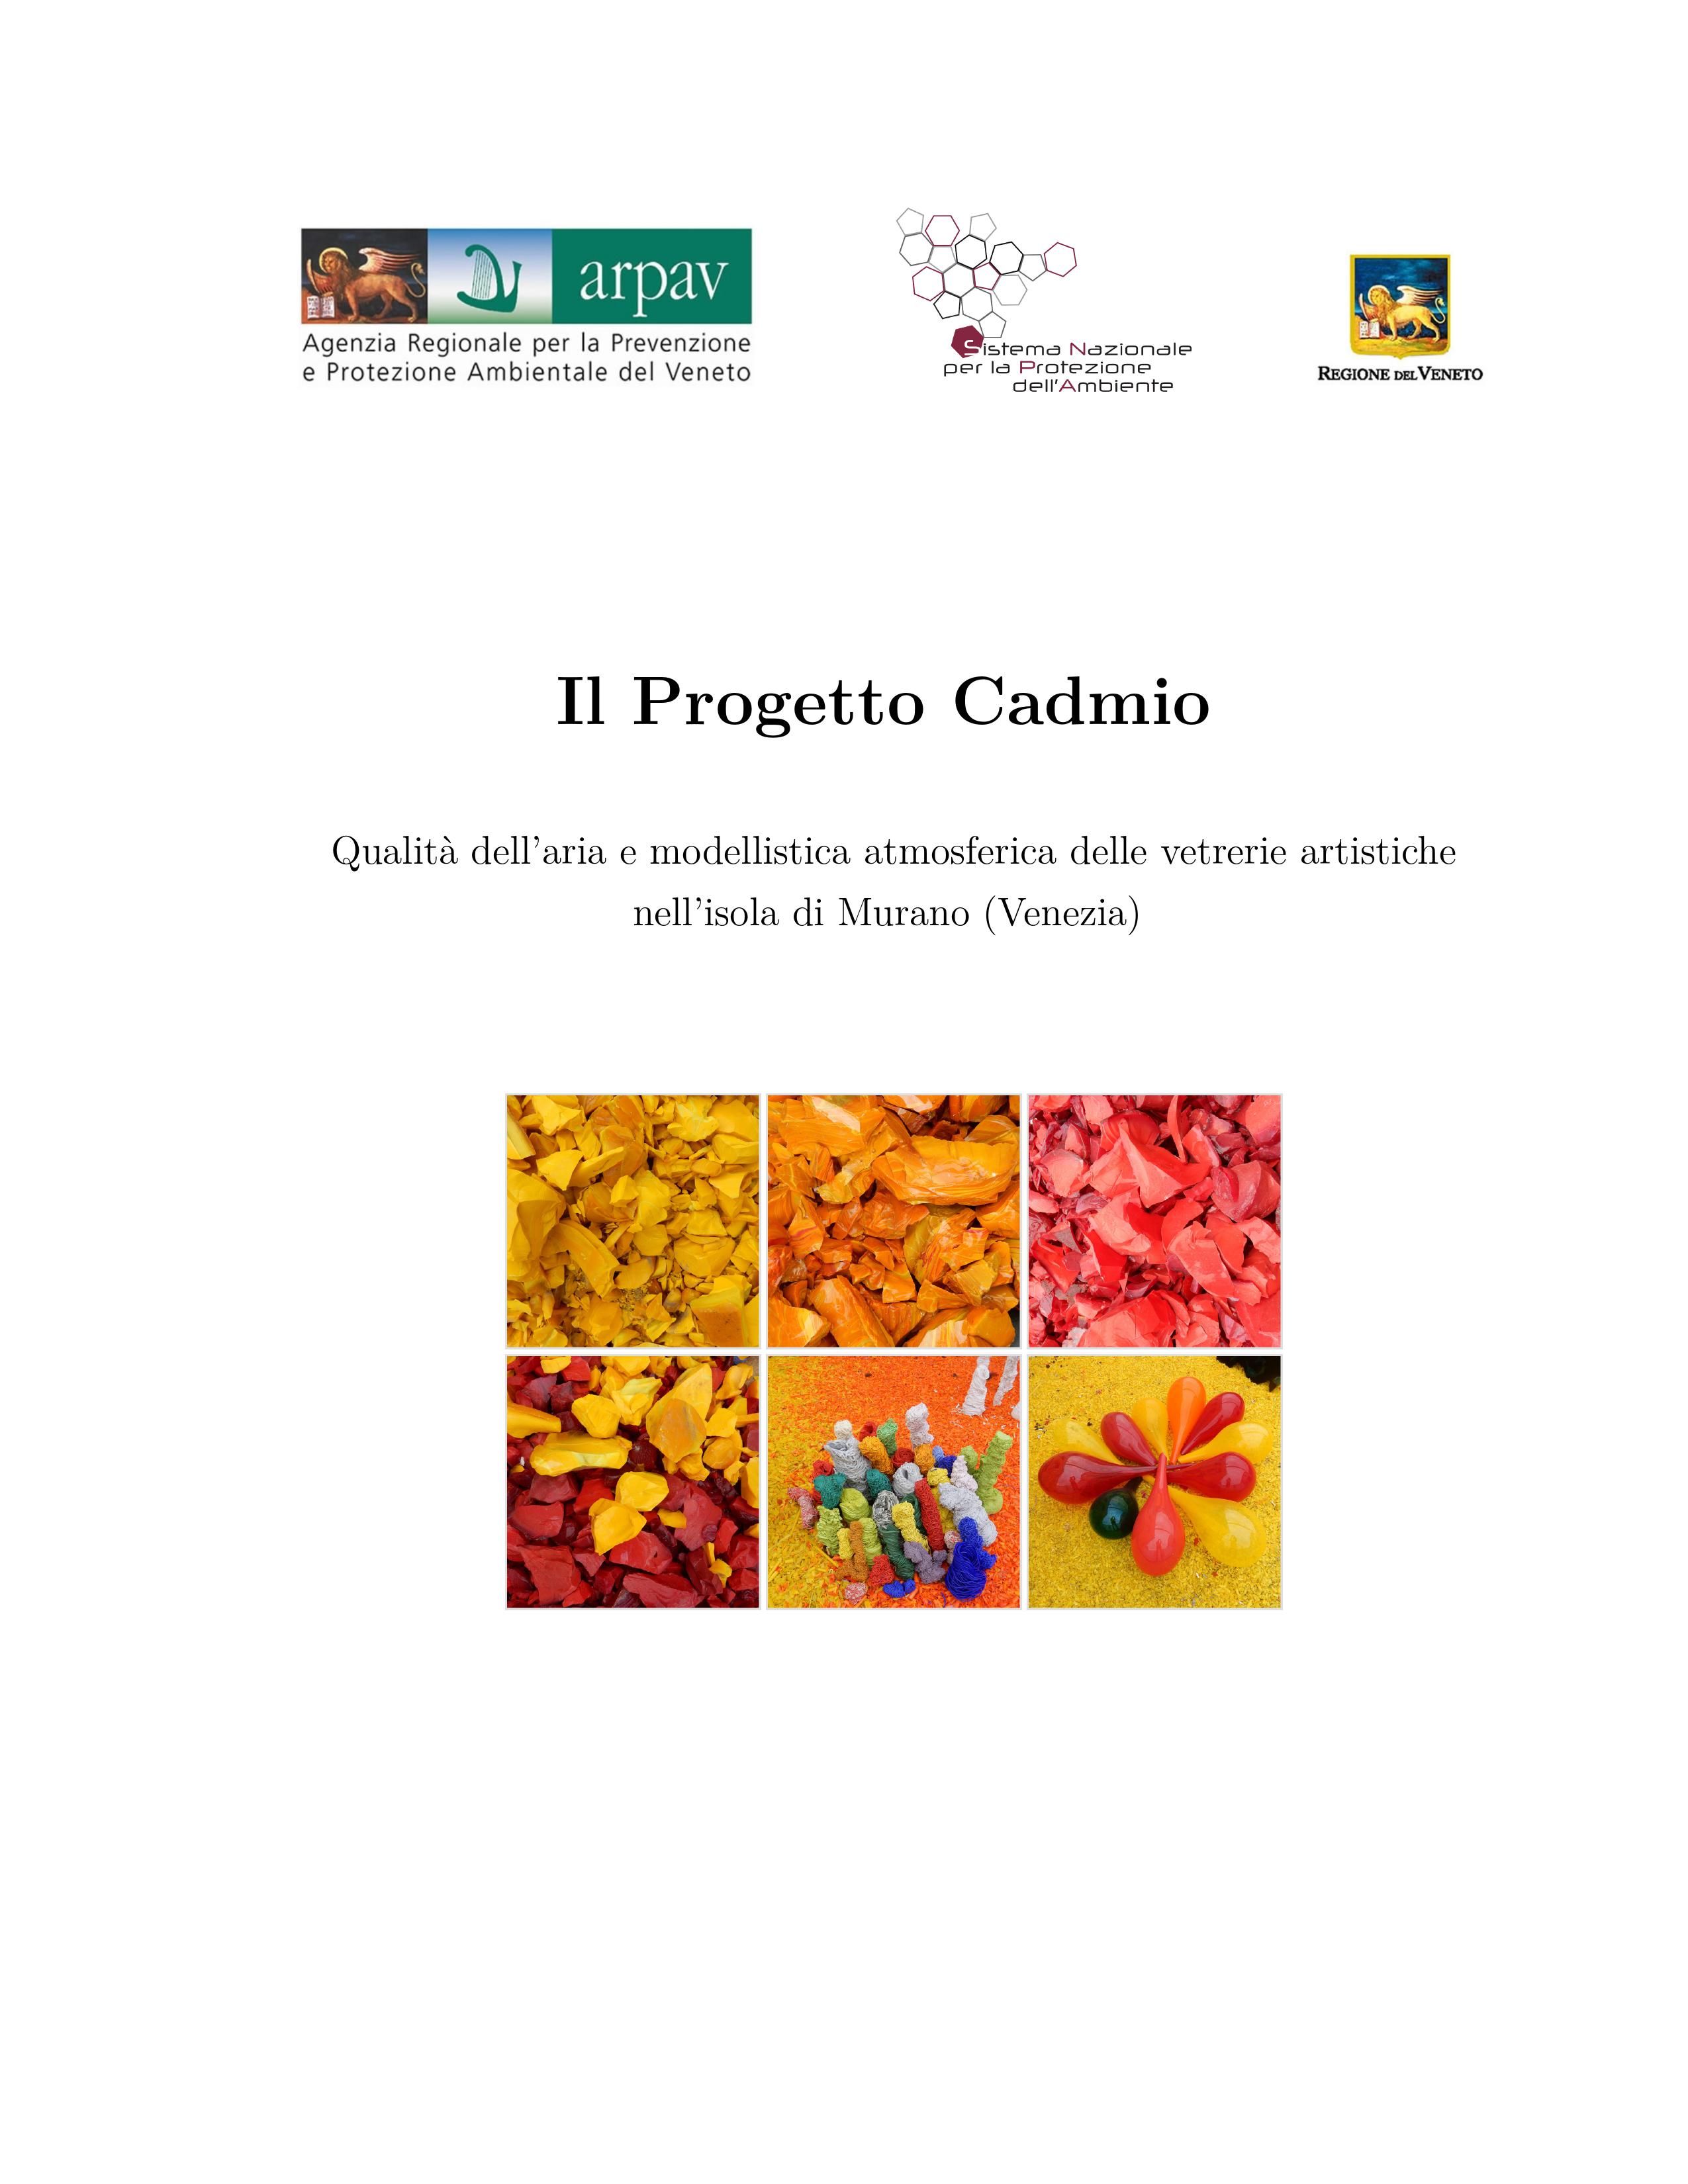 arpav
Agenzia Regionale per la Prevenzione
e Protezione Ambientale del Veneto
Sistema Nazionale
per la Protezione
dell'Ambiente
REGIONE DEL VENETO
Il Progetto Cadmio
Qualità dell'aria e modellistica atmosferica delle vetrerie artistiche
nell'isola di Murano (Venezia)